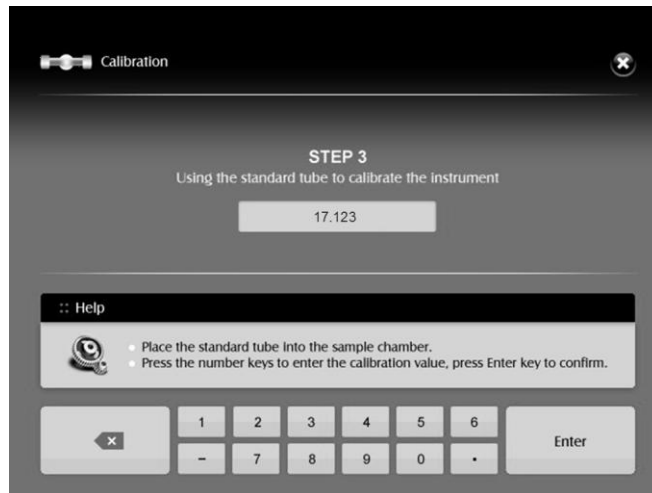 Calibration
STEP 3
Using the standard tube to calibrate the instrument
17.123
:: Help
Place the standard tube into the sample chamber.
Press the number keys to enter the calibration value, press Enter key to confirm.
1 2 3 4 5 6
Enter
- 7 8 9 0 .